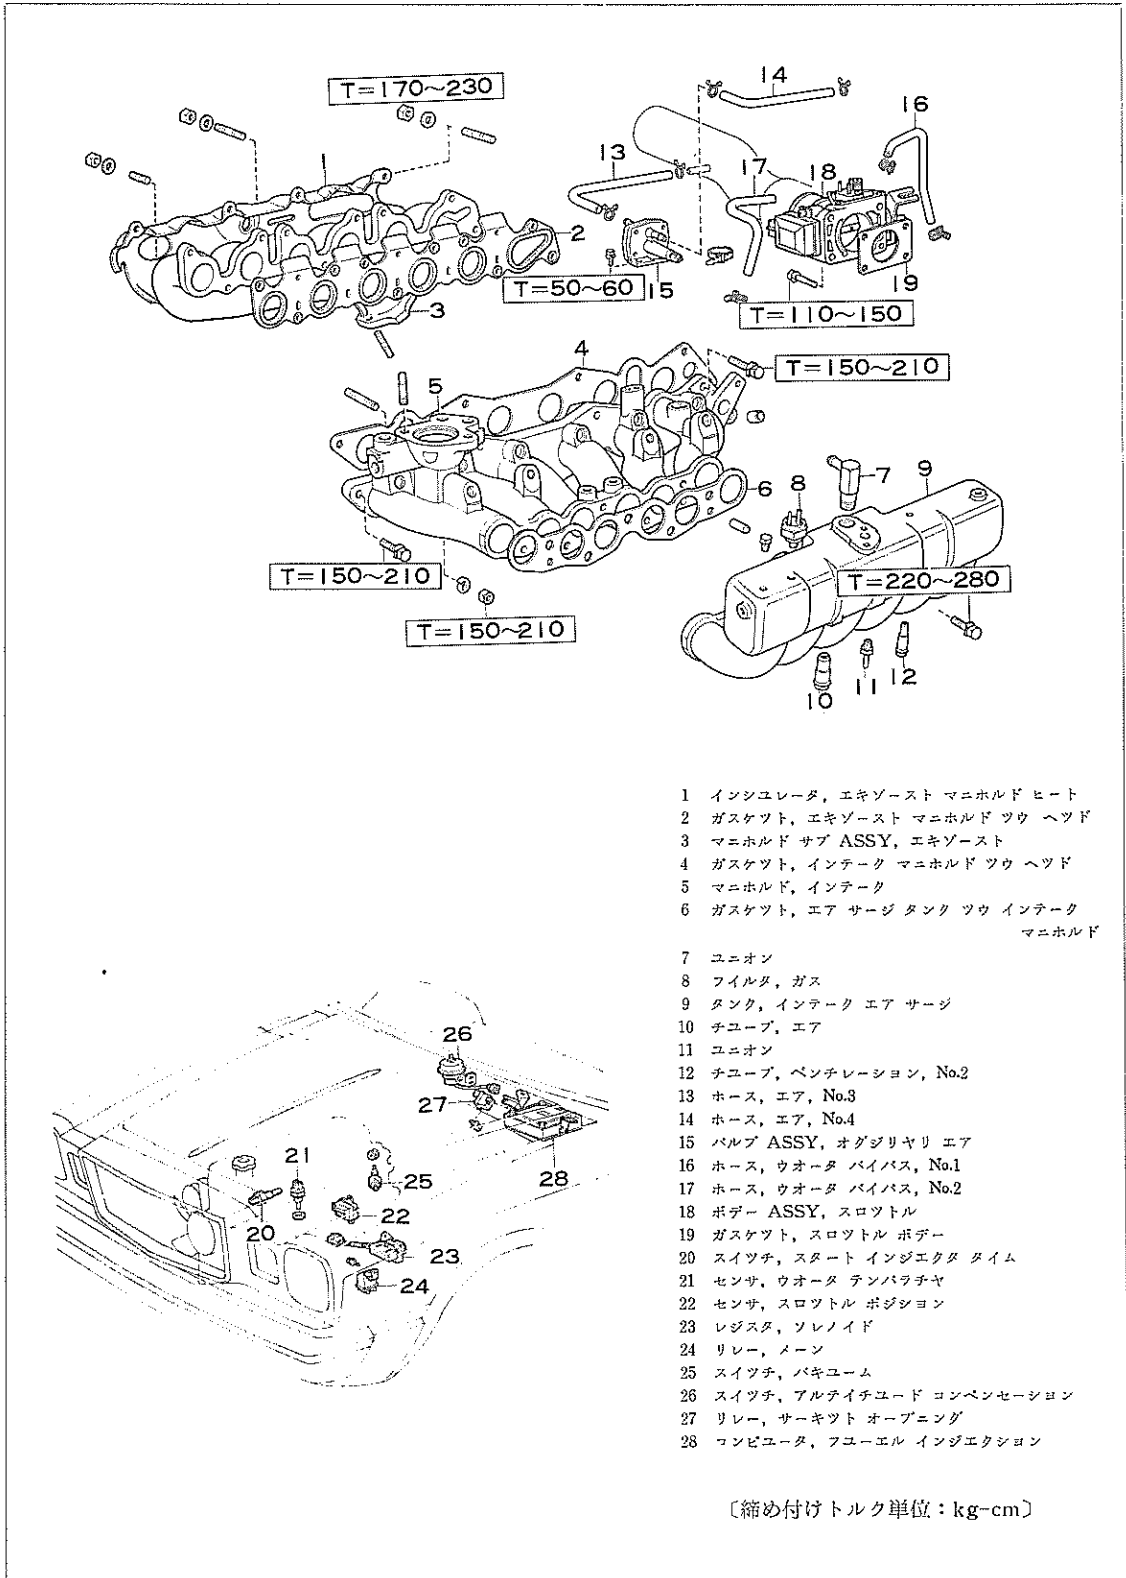 T=170~230
14
16
1
13
17
18
2
T=50~60
15
19
3
T=110~150
4
T=150~210
5
6
8
7
9
T=150~210
T=220~280
T=150~210
12
11
10
1 インシユレータ, エキゾースト マニホルド ヒート
2 ガスケツト, エキゾースト マニホルド ツウ ヘツド
3 マニホルド サブ ASSY, エキゾースト
4 ガスケツト, インテーク マニホルド ツウ ヘツド
5 マニホルド, インテーク
6 ガスケツト, エア サージ タンク ツウ インテーク
マニホルド
7 ユニオン
8 フイルタ, ガス
9 タンク, インテーク エア サージ
10 チユーブ, エア
11 ユニオン
12 チユーブ, ベンチレーション, No.2
13 ホース, エア, No.3
14 ホース, エア, No.4
15 バルブ ASSY, オグジリヤリ エア
16 ホース, ウオータ バイパス, No.1
17 ホース, ウオータ バイパス, No.2
18 ボデー ASSY, スロツトル
19 ガスケツト, スロツトル ボデー
20 スイツチ, スタート インジエクタ タイム
21 センサ, ウオータ テンパラチヤ
22 センサ, スロツトル ポジション
23 レジスタ, ソレノイド
24 リレー, メーン
25 スイツチ, バキユーム
26 スイツチ, アルテイチユード コンペンセーション
27 リレー, サーキツト オープニング
28 コンピユータ, フユーエル インジエクション
26
27
21
28
25
22
20
23
24
〔締め付けトルク単位：kg-cm〕